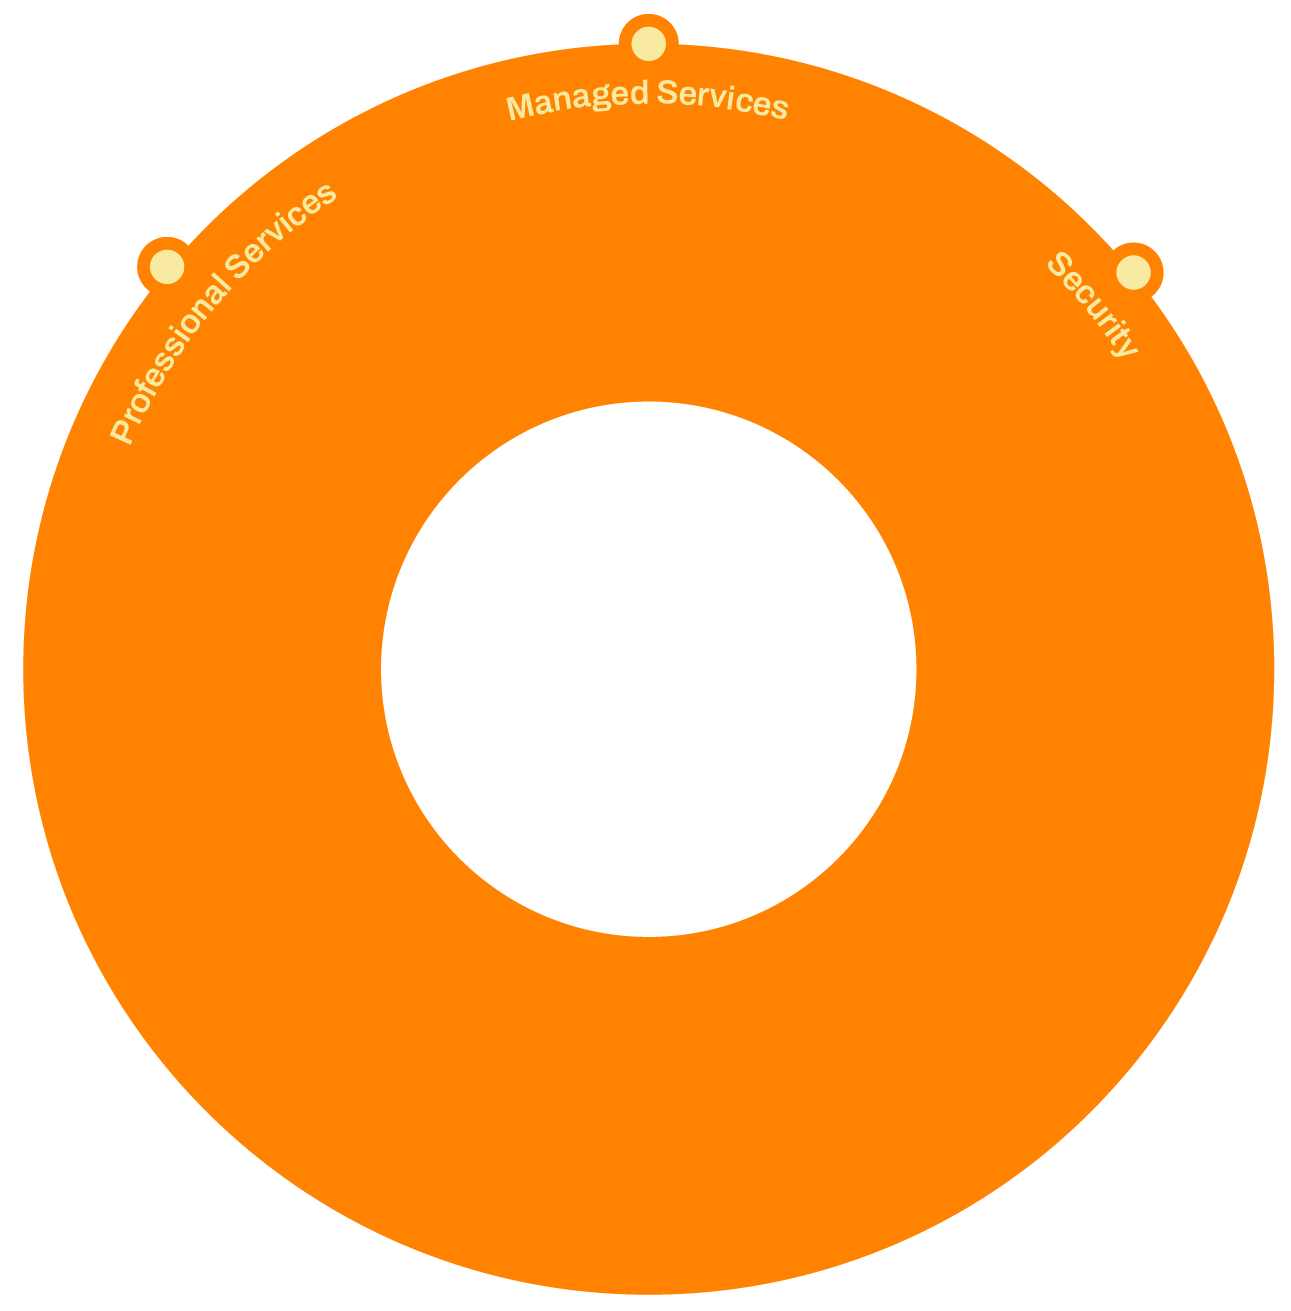 Professional Services
Managed Services
Security